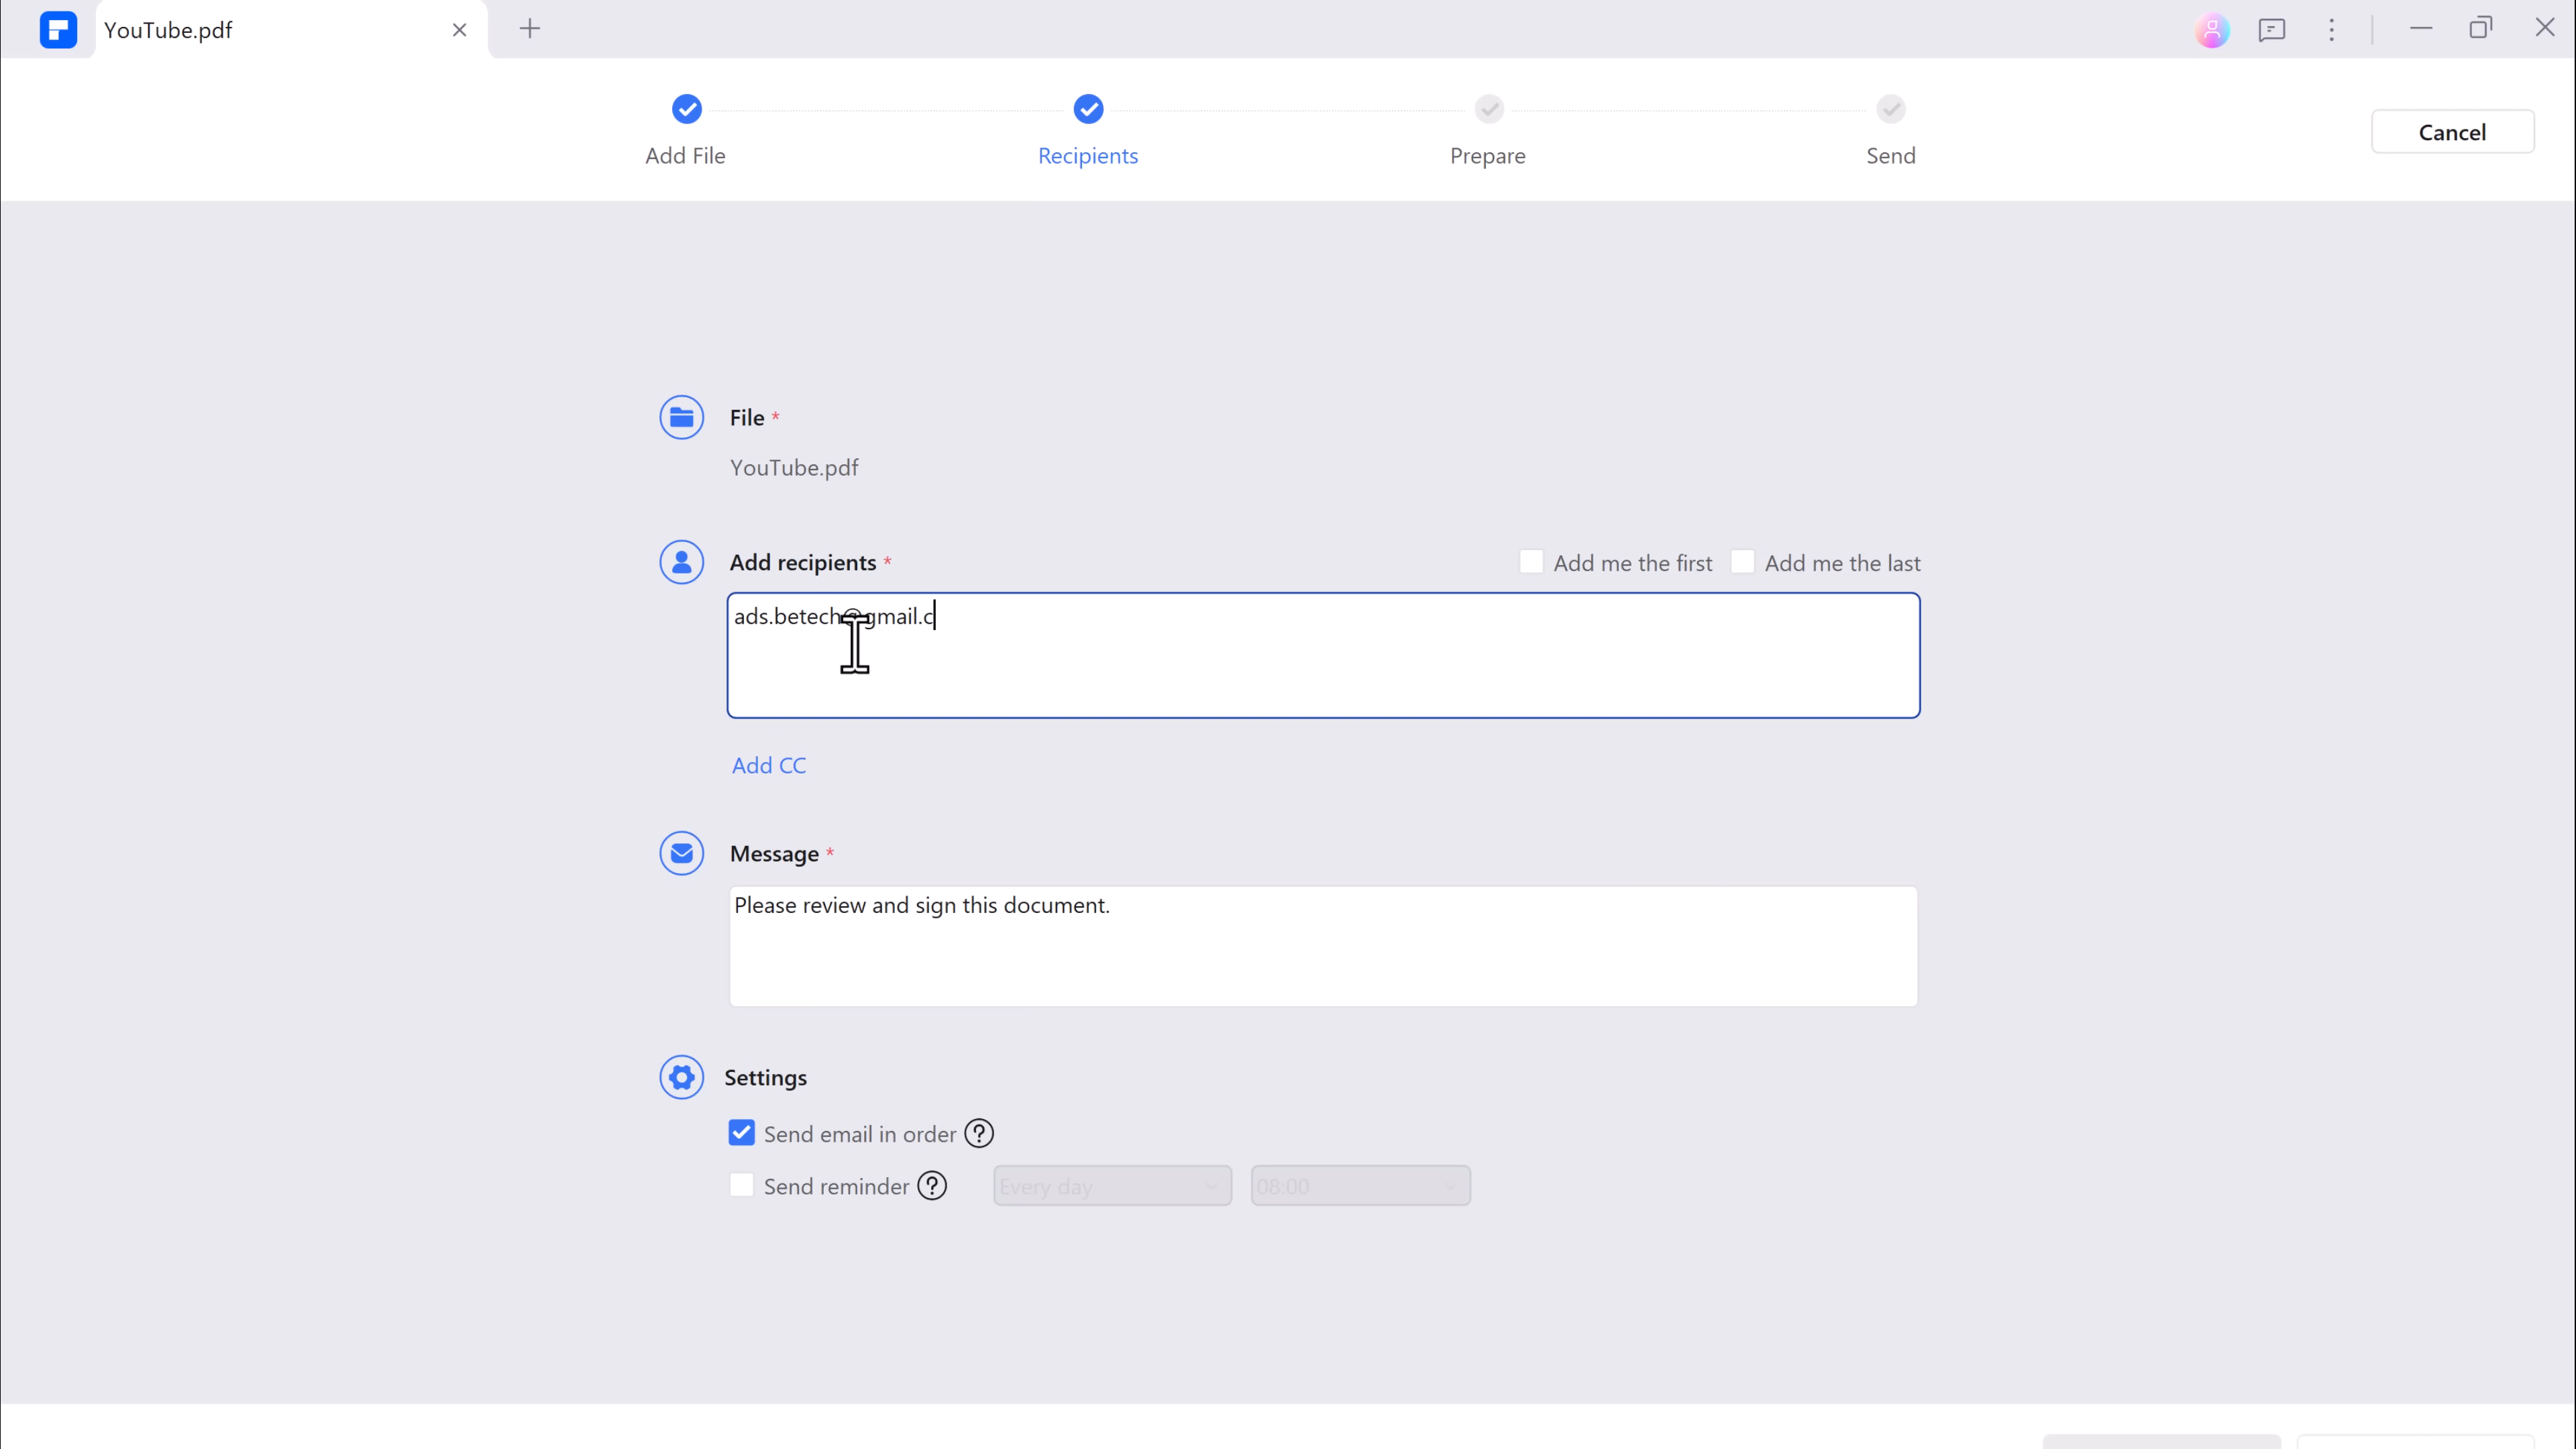 YouTube.pdf
Add File
Recipients
Prepare
Send
Cancel
File *
YouTube.pdf
Add recipients *
Add me the first
Add me the last
ads.betech@gmail.c
Add CC
Message *
Please review and sign this document.
Settings
Send email in order ?
Send reminder ?
Every day
08:00